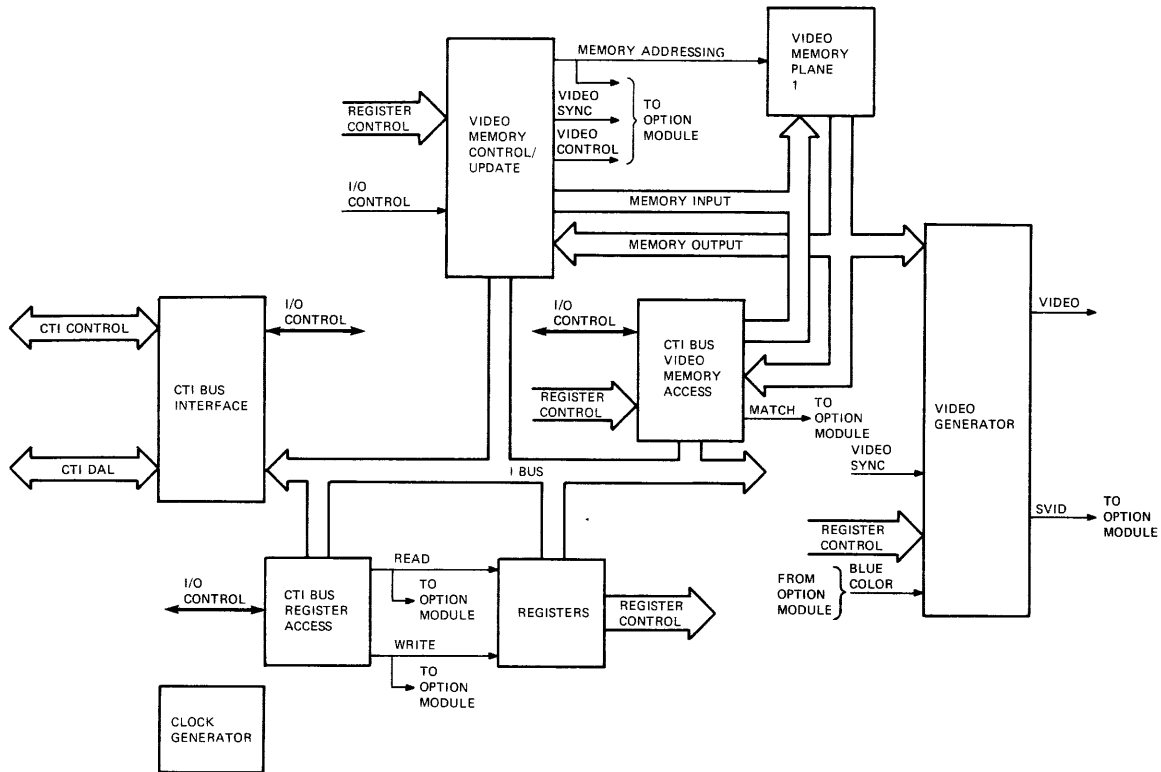 MEMORY ADDRESSING
VIDEO
MEMORY
PLANE
1
REGISTER
CONTROL
VIDEO
MEMORY
CONTROL/
UPDATE
VIDEO
SYNC
VIDEO
CONTROL
TO
OPTION
MODULE
I/O
CONTROL
MEMORY INPUT
MEMORY OUTPUT
CTI CONTROL
I/O
CONTROL
CTI BUS
INTERFACE
CTI DAL
I/O
CONTROL
CTI BUS
VIDEO
MEMORY
ACCESS
REGISTER
CONTROL
MATCH
TO
OPTION
MODULE
VIDEO
GENERATOR
VIDEO
VIDEO
SYNC
SVID
TO
OPTION
MODULE
REGISTER
CONTROL
FROM
OPTION
MODULE
BLUE
COLOR
I BUS
I/O
CONTROL
CTI BUS
REGISTER
ACCESS
READ
TO
OPTION
MODULE
WRITE
TO
OPTION
MODULE
REGISTERS
REGISTER
CONTROL
CLOCK
GENERATOR